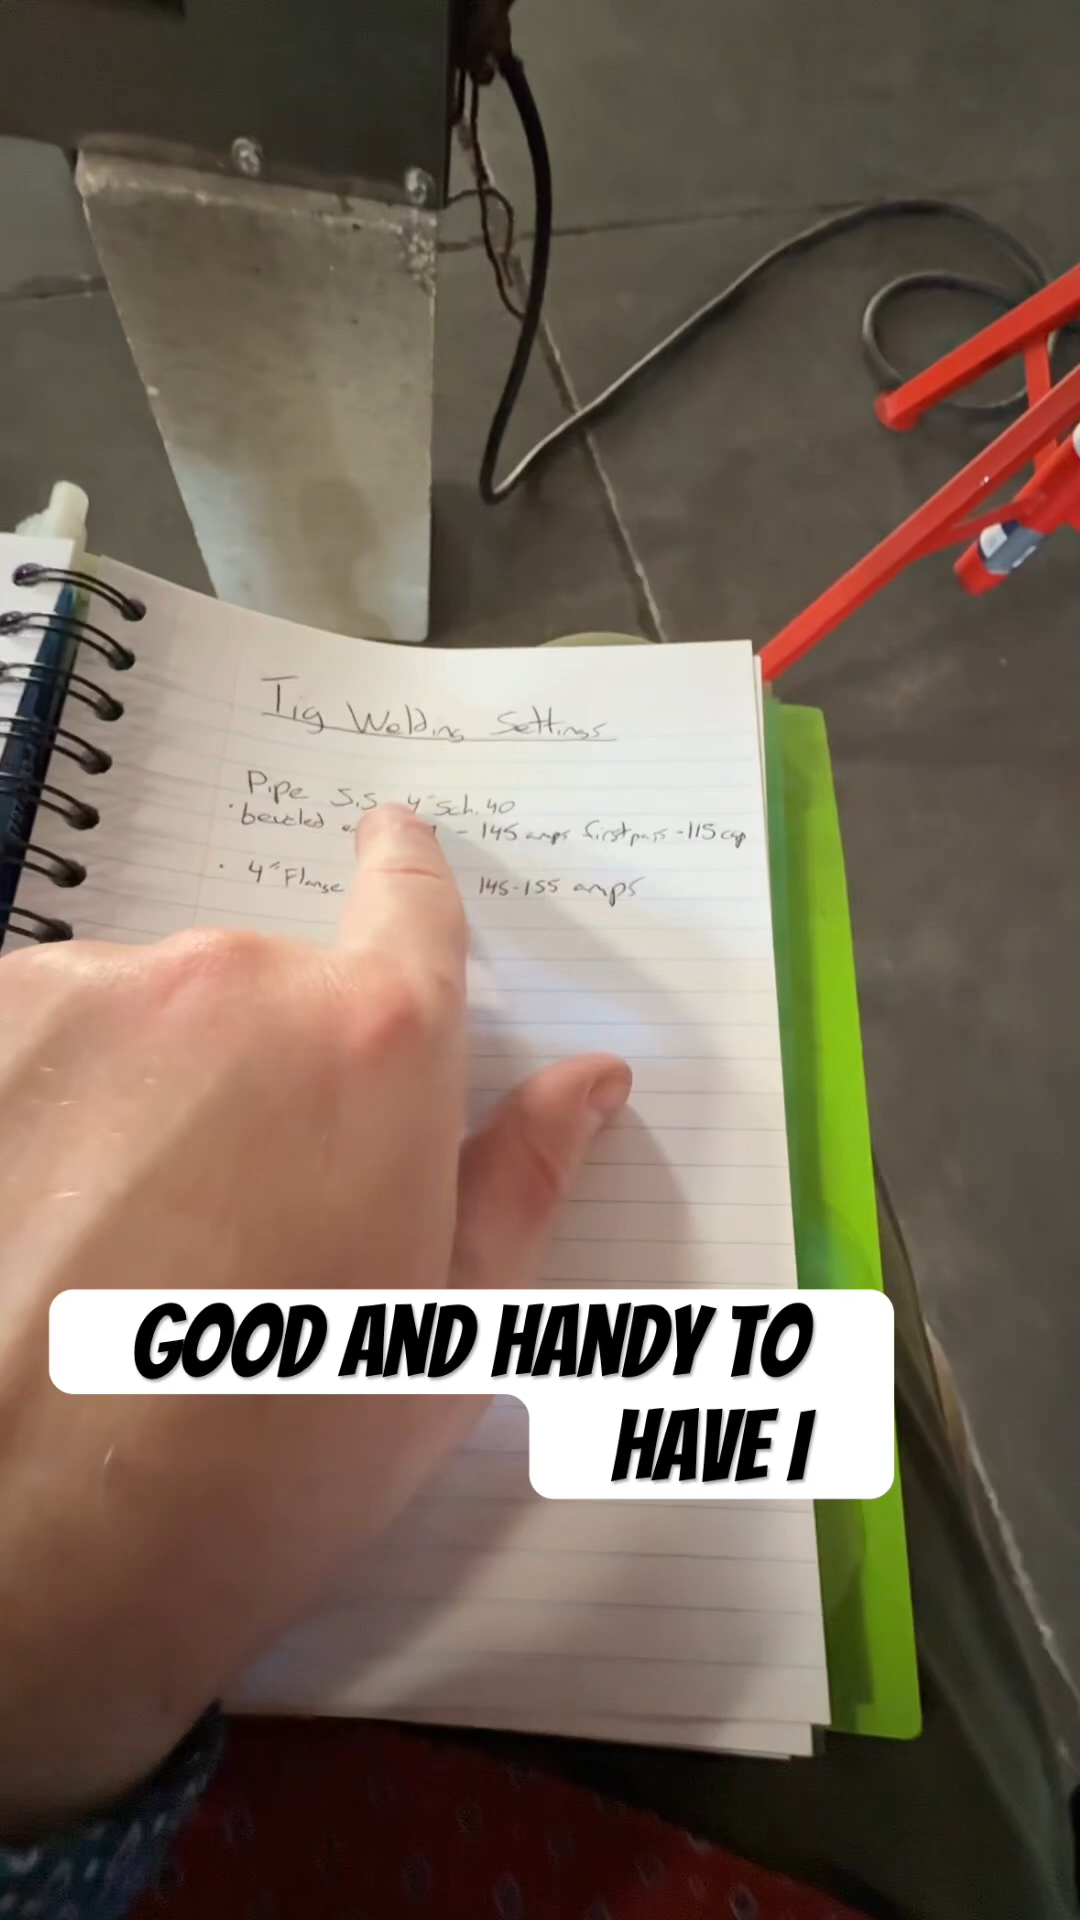 Tig Welding Settings
Pipe S.S 4" Sch. 40
• beveled - 145 amps first pass - 115 cap
• 4" Flange 145-155 amps
GOOD AND HANDY TO
HAVE I